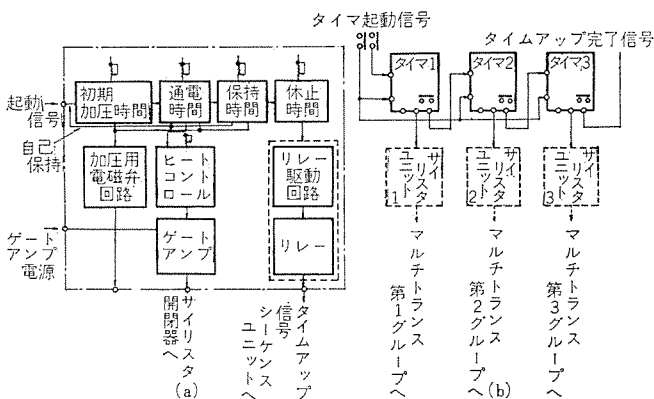 起動信号
初期加圧時間
通電時間
保持時間
休止時間
自己保持
加圧用電磁弁回路
ヒートコントロール
リレー駆動回路
ゲートアンプ電源
ゲートアンプ
リレー
サイリスタ開閉器へ
タイムアップ信号
シーケンスユニットへ
(a)
タイマ起動信号
タイムアップ完了信号
タイマ1
タイマ2
タイマ3
サイリスタユニット1
サイリスタユニット2
サイリスタユニット3
マルチトランス第1グループへ
マルチトランス第2グループへ
マルチトランス第3グループへ
(b)